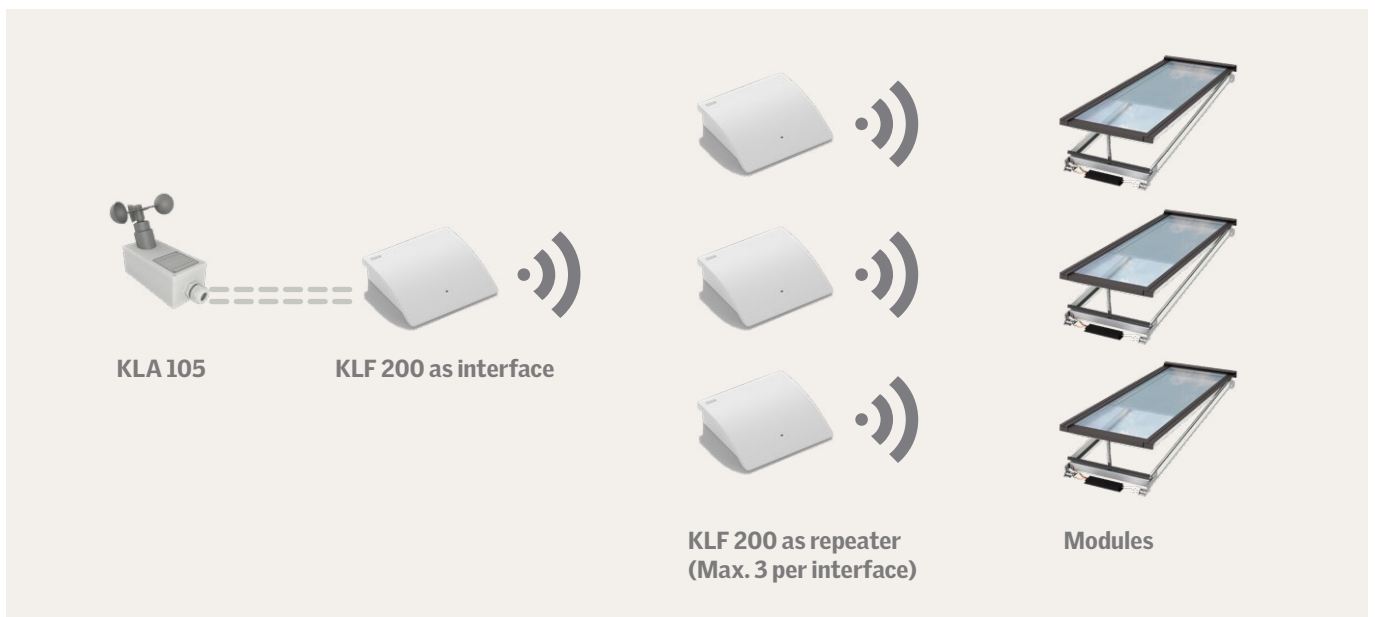 KLA 105
KLF 200 as interface
KLF 200 as repeater
(Max. 3 per interface)
Modules